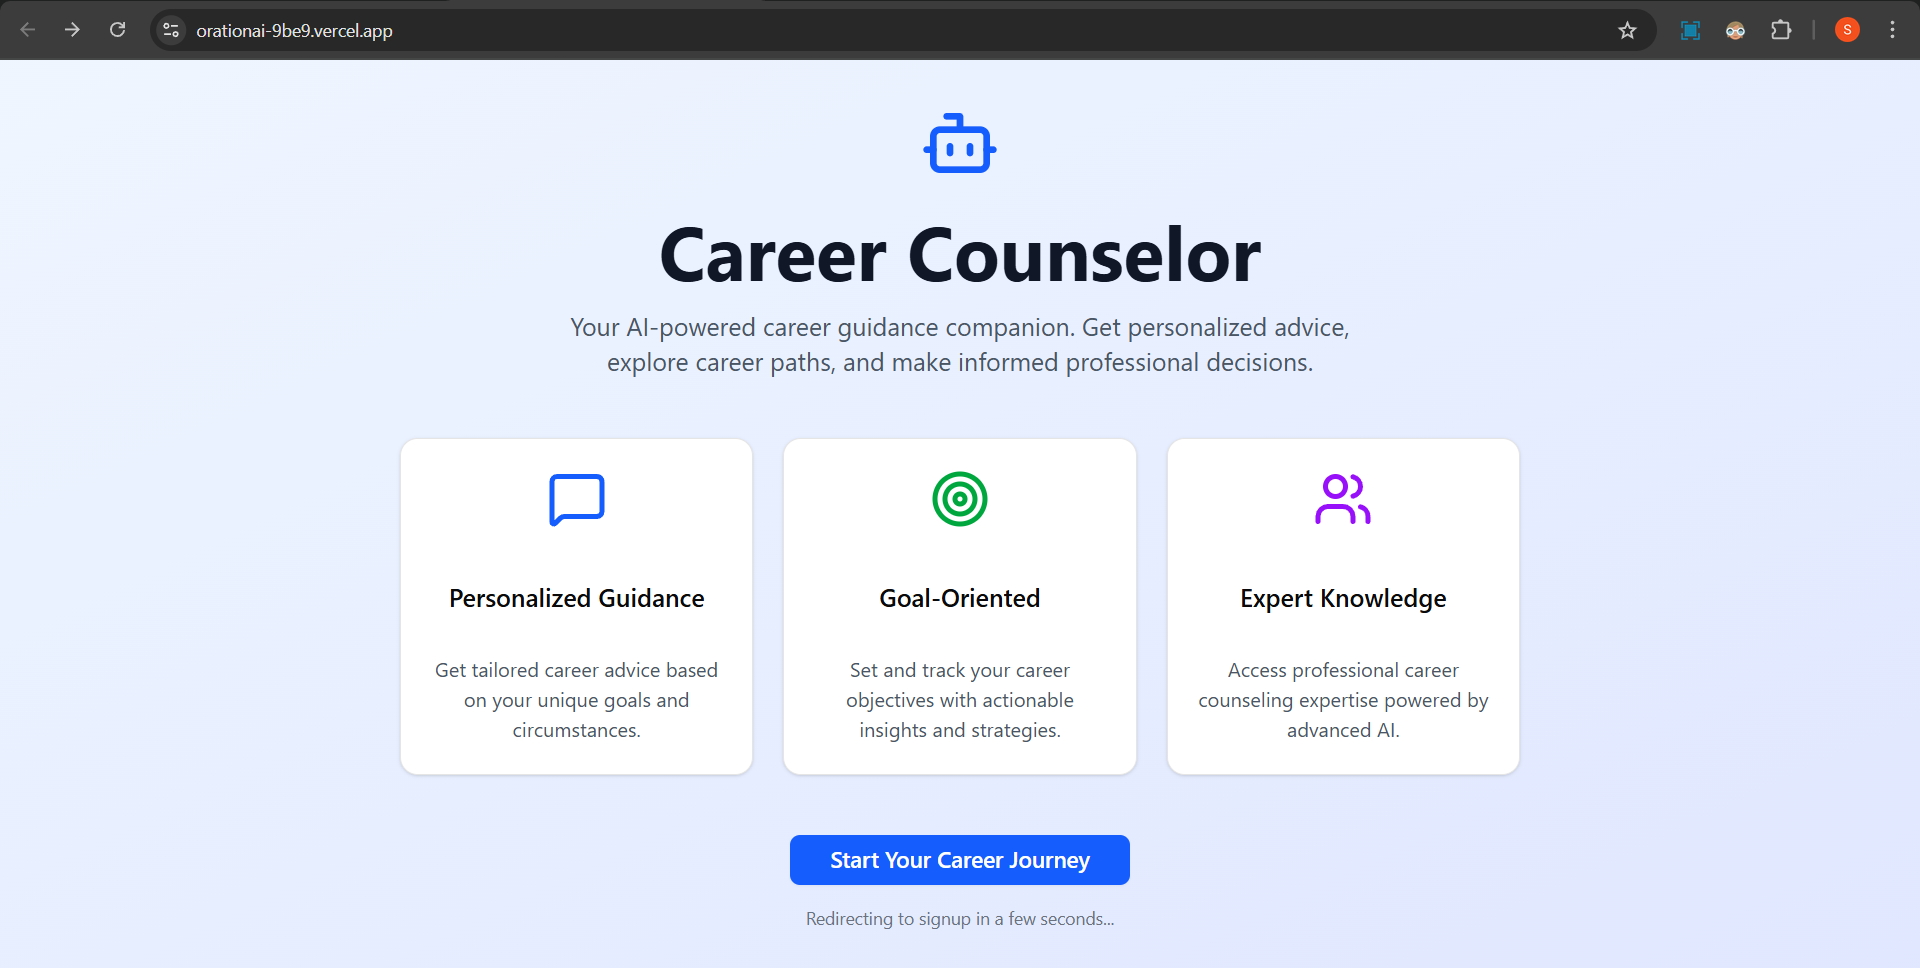 orationai-9be9.vercel.app
S
Career Counselor
Your AI-powered career guidance companion. Get personalized advice,
explore career paths, and make informed professional decisions.
Personalized Guidance
Get tailored career advice based
on your unique goals and
circumstances.
Goal-Oriented
Set and track your career
objectives with actionable
insights and strategies.
Expert Knowledge
Access professional career
counseling expertise powered by
advanced AI.
Start Your Career Journey
Redirecting to signup in a few seconds...